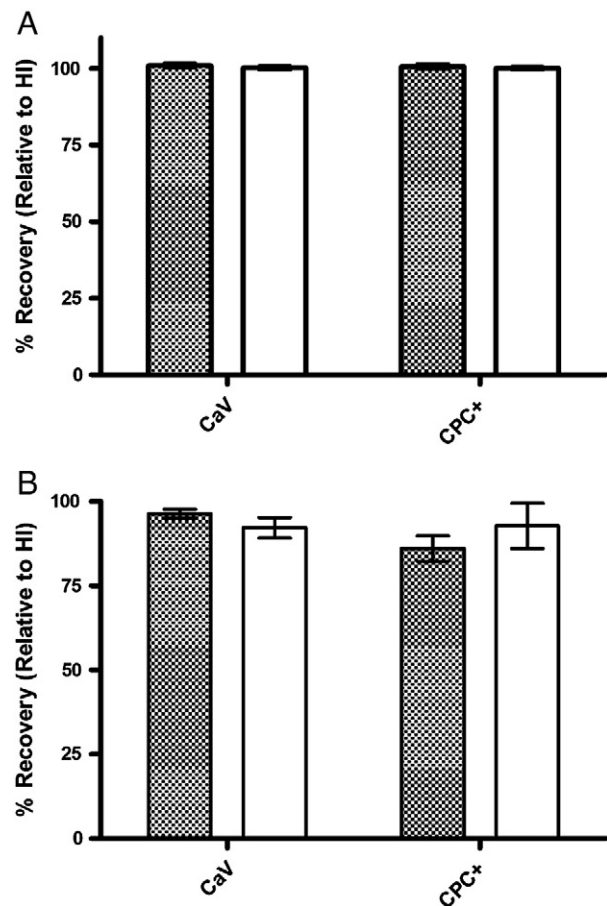 A
% Recovery (Relative to HI)
100
75
50
25
0
CaV
CPC+
B
% Recovery (Relative to HI)
100
75
50
25
0
CaV
CPC+